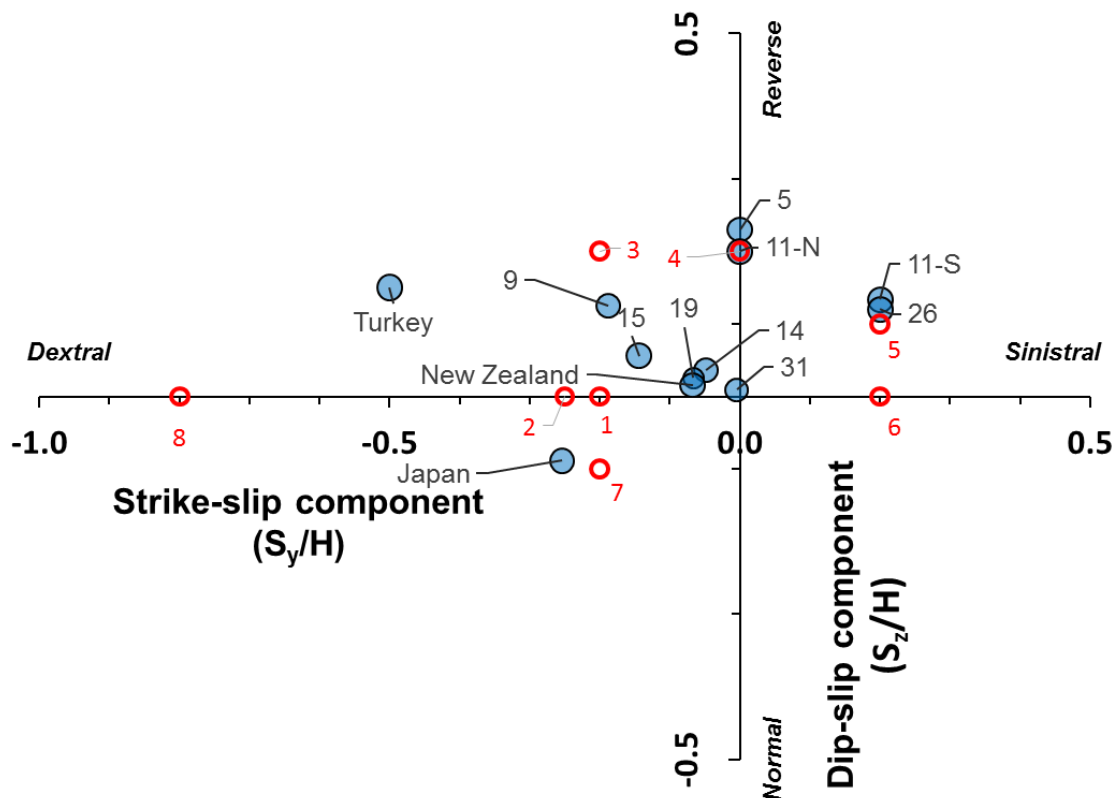 0.5
Reverse
5
3
4
11-N
9
11-S
Turkey
15
19
26
14
5
Dextral
Sinistral
New Zealand
31
8
2
1
6
-1.0
-0.5
0.0
0.5
Japan
7
Strike-slip component
(Sy/H)
Dip-slip component
(Sz/H)
-0.5
Normal